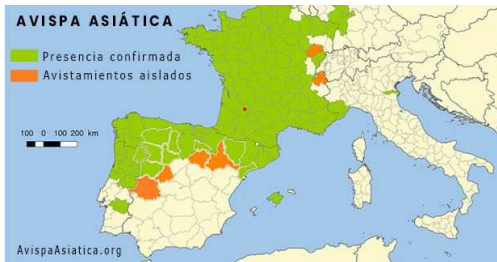 AVISPA ASIÁTICA
Presencia confirmada
Avistamientos aislados
100 0 100 200 km
AvispaAsiatica.org